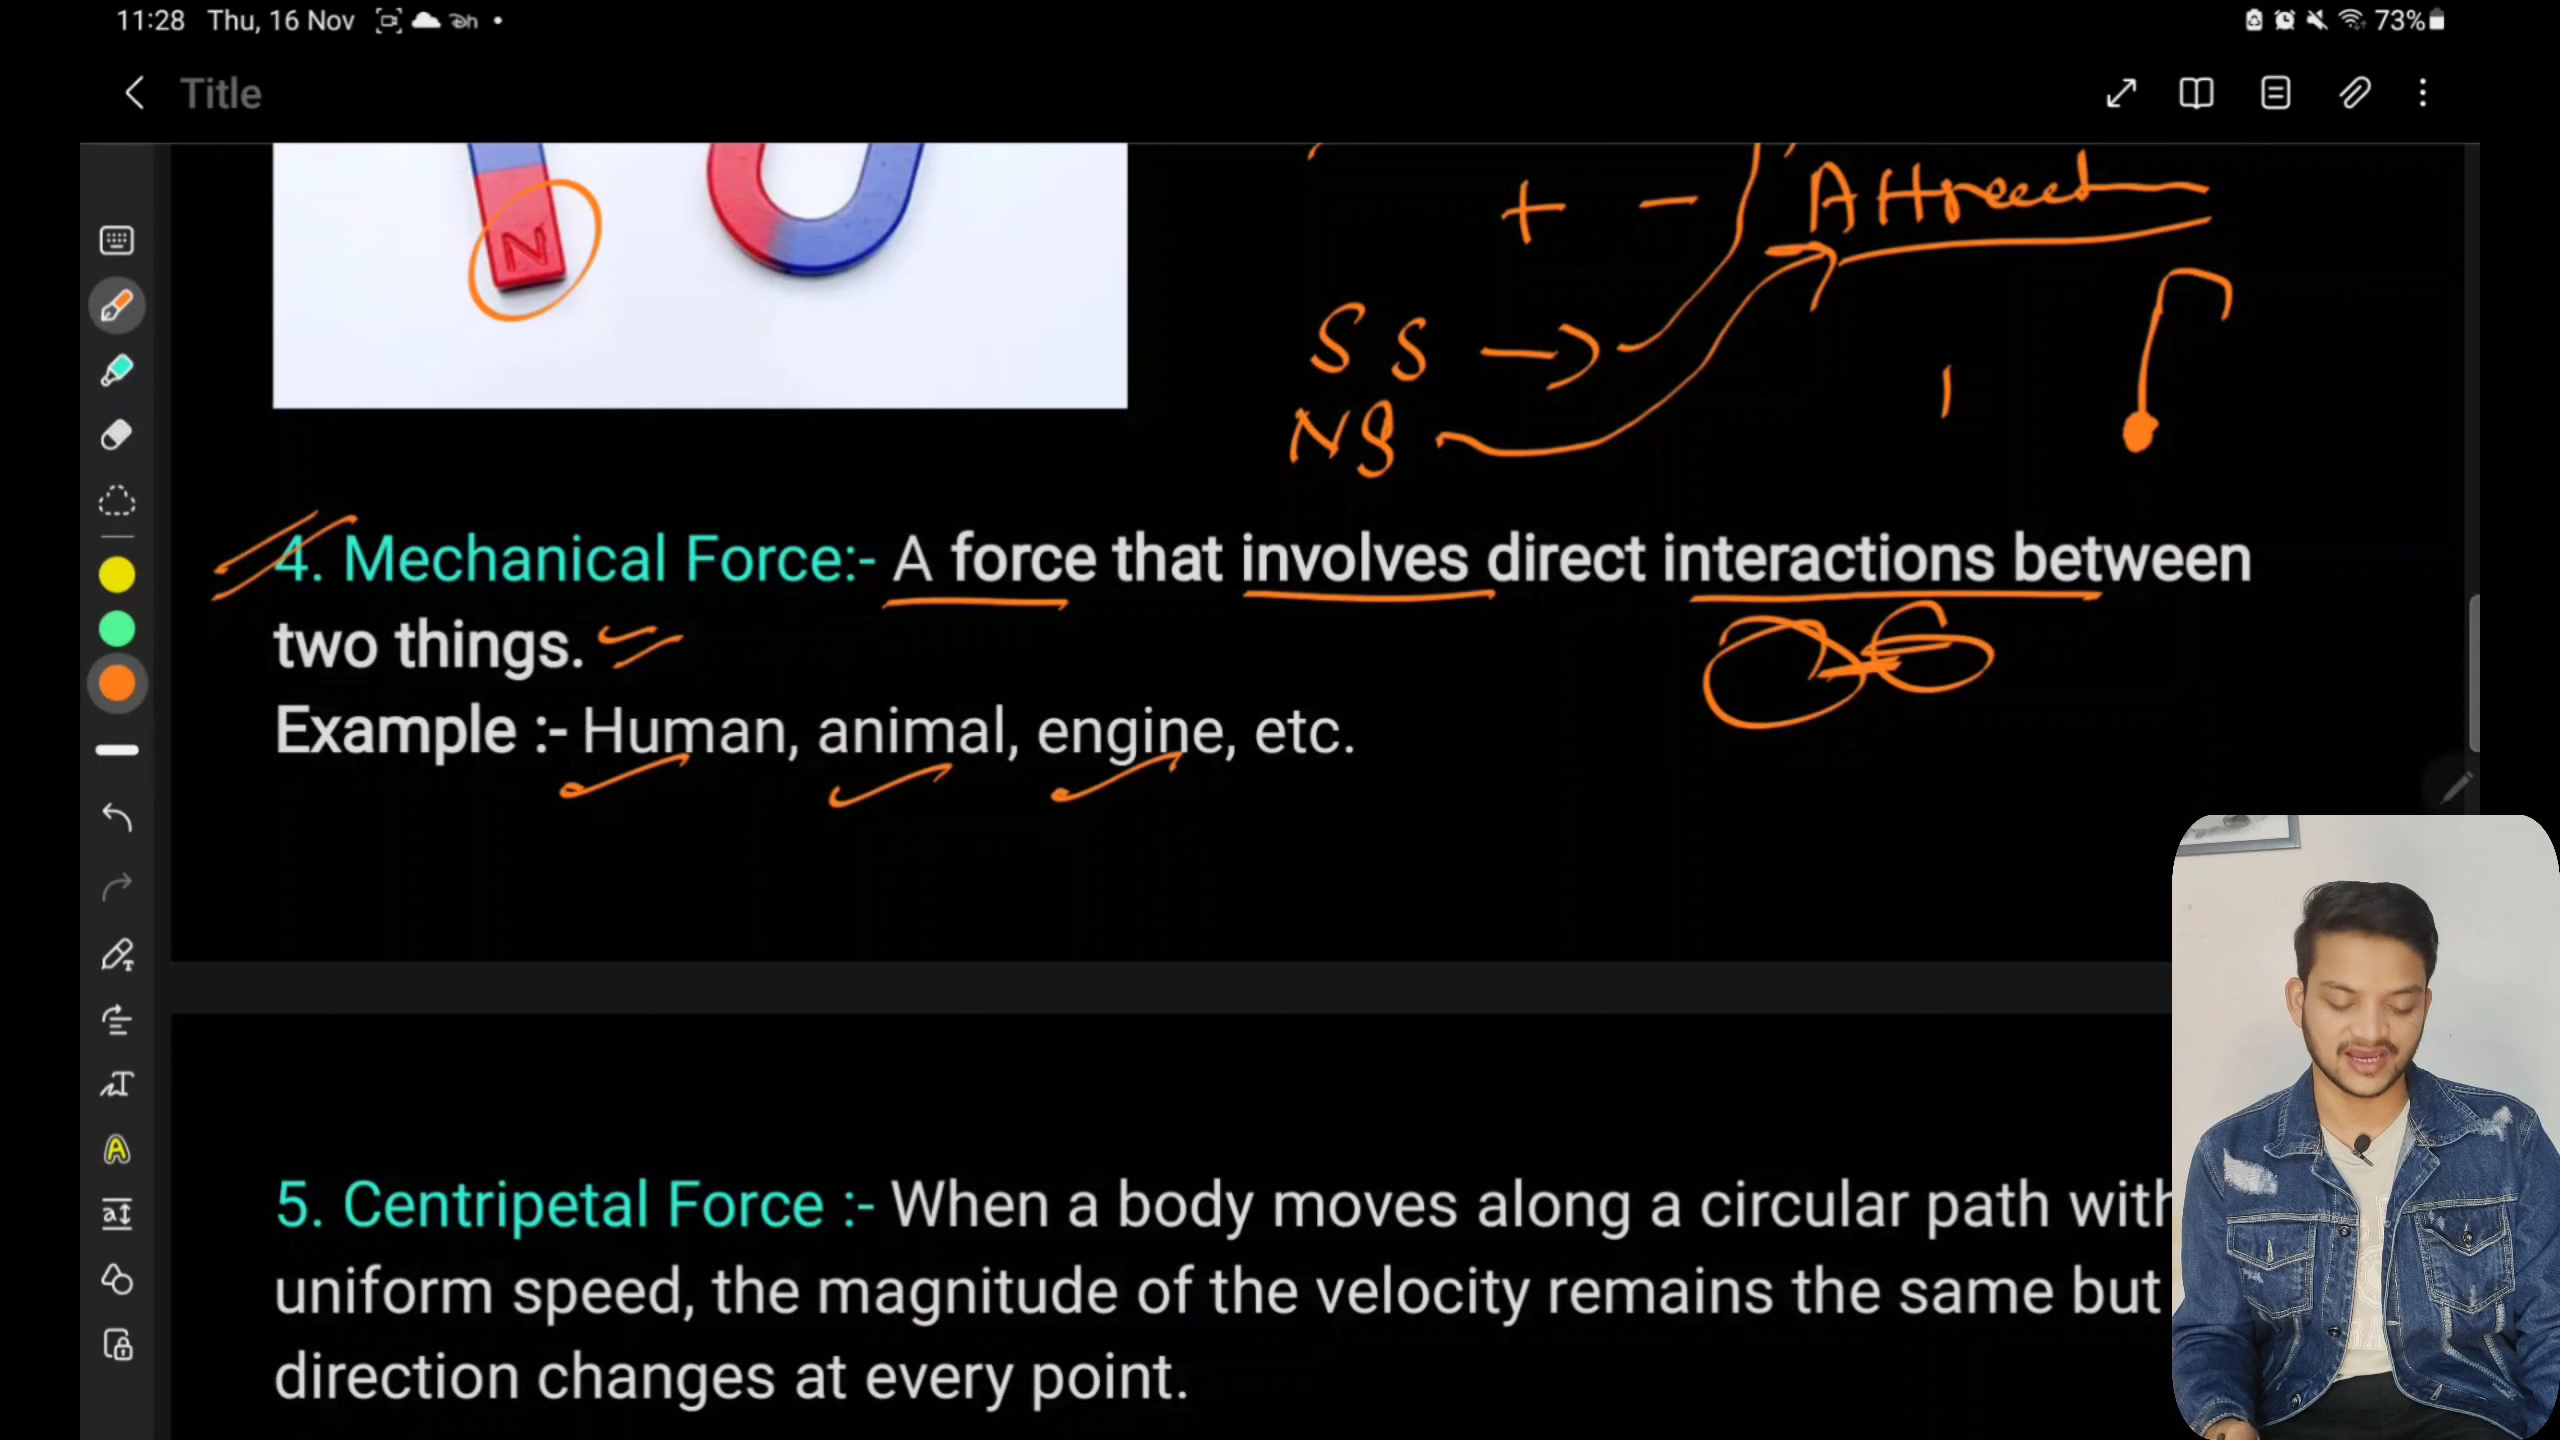 11:28 Thu, 16 Nov
73%
Title
N
+ - Attract
S S
N S
4. Mechanical Force:- A force that involves direct interactions between
two things.
Example :- Human, animal, engine, etc.
5. Centripetal Force :- When a body moves along a circular path with
uniform speed, the magnitude of the velocity remains the same but
direction changes at every point.